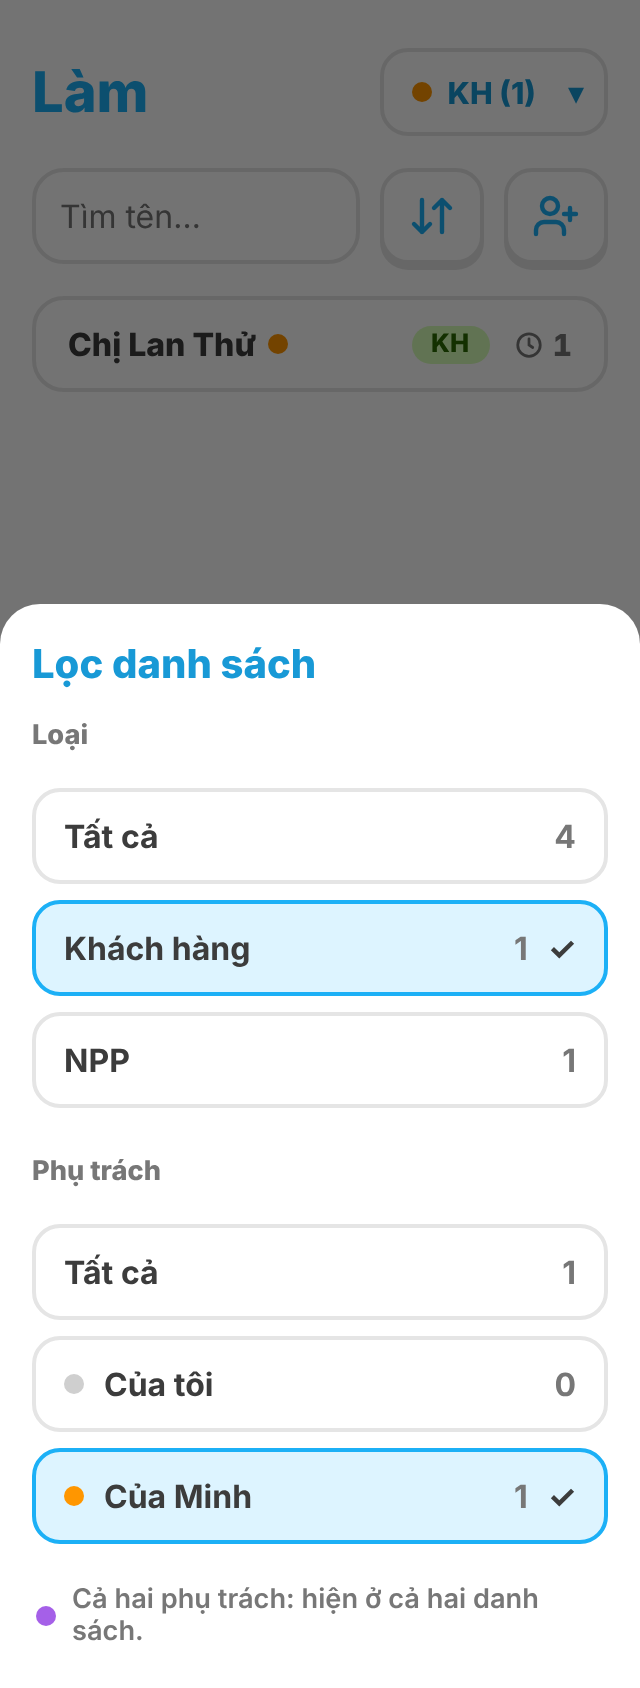 Làm
KH (1) ▼
Tìm tên...
Chị Lan Thử KH 1
Lọc danh sách
Loại
Tất cả 4
Khách hàng 1 ✓
NPP 1
Phụ trách
Tất cả 1
Của tôi 0
Của Minh 1 ✓
Cả hai phụ trách: hiện ở cả hai danh
sách.